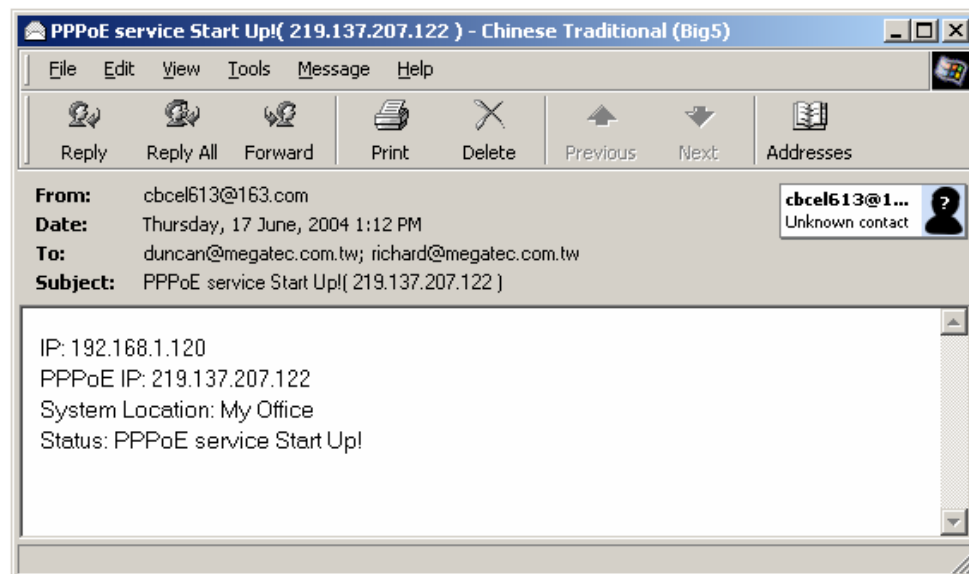 PPPoE service Start Up!( 219.137.207.122 ) - Chinese Traditional (Big5)
File Edit View Tools Message Help
Reply Reply All Forward Print Delete Previous Next Addresses
From: cbcel613@163.com
cbcel613@1...
Unknown contact
Date: Thursday, 17 June, 2004 1:12 PM
To: duncan@megatec.com.tw; richard@megatec.com.tw
Subject: PPPoE service Start Up!( 219.137.207.122 )
IP: 192.168.1.120
PPPoE IP: 219.137.207.122
System Location: My Office
Status: PPPoE service Start Up!